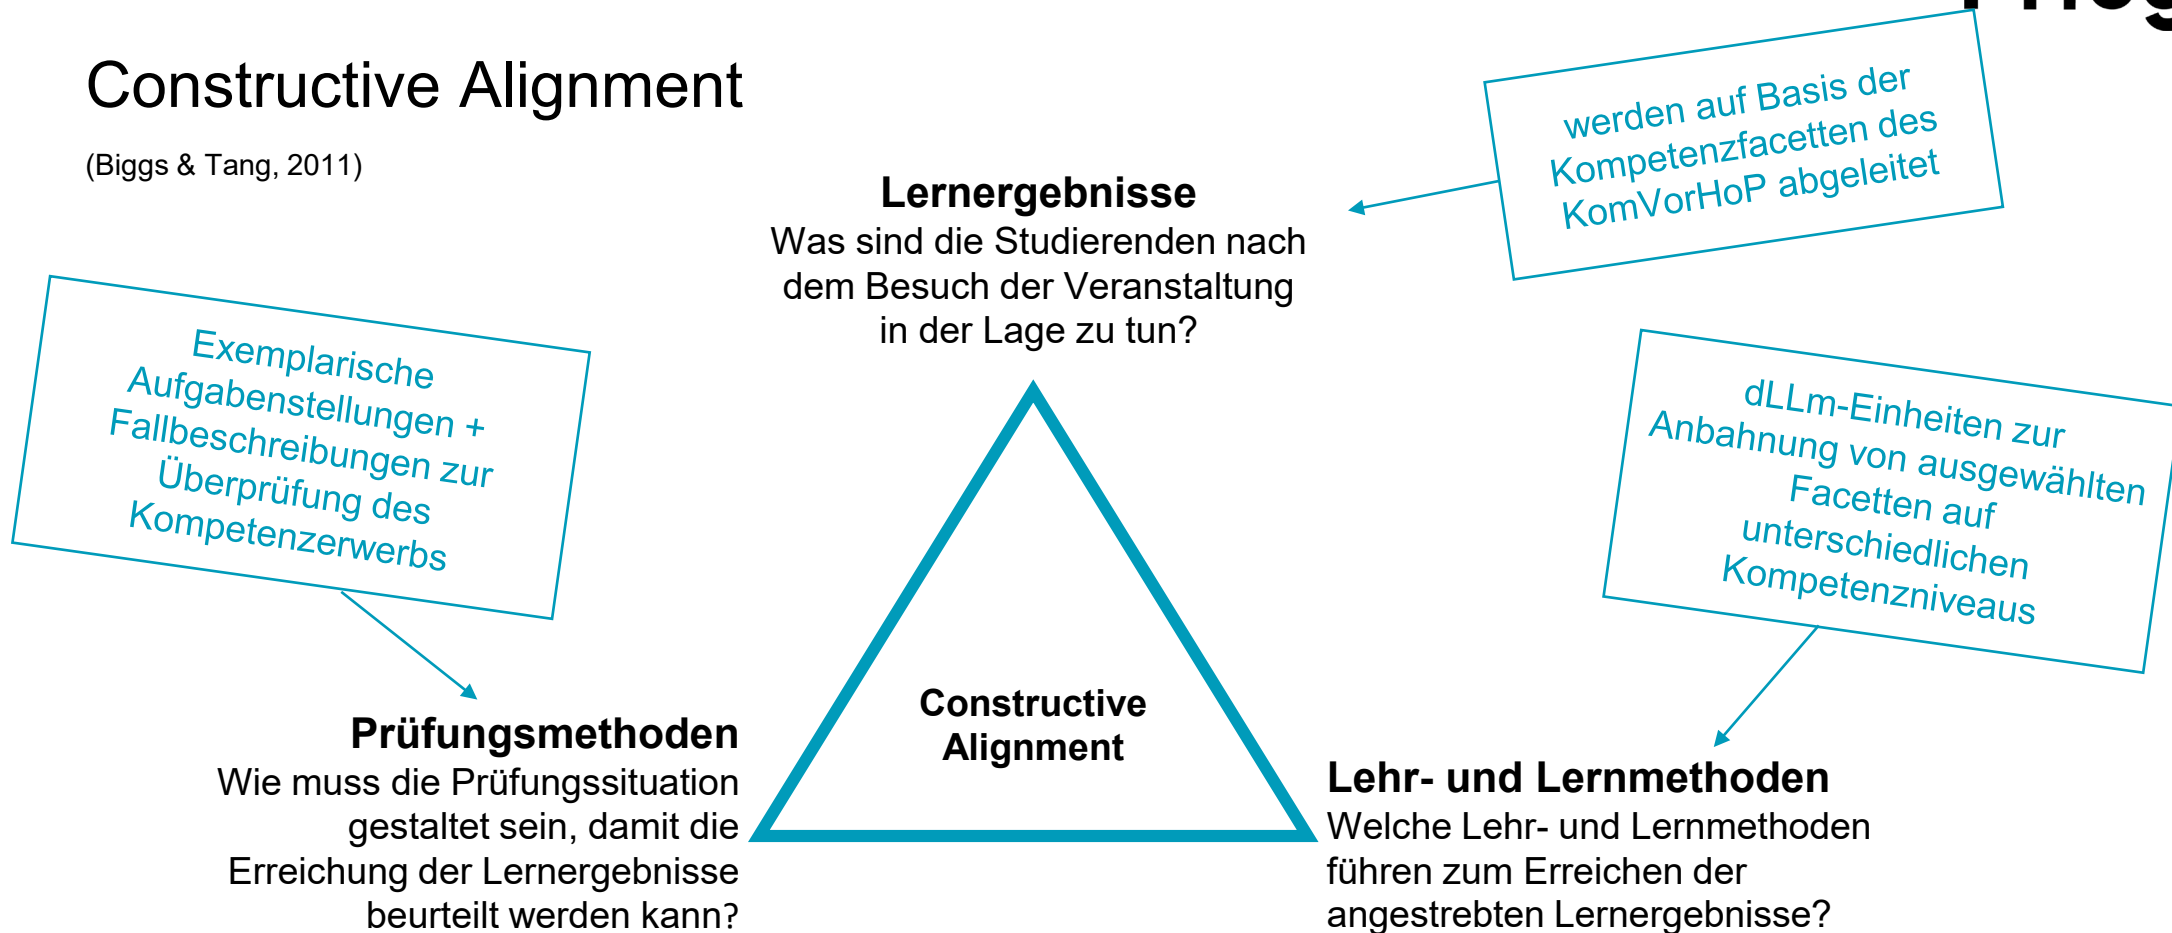 Constructive Alignment
(Biggs & Tang, 2011)
werden auf Basis der
Kompetenzfacetten des
KomVorHoP abgeleitet
Lernergebnisse
Was sind die Studierenden nach
dem Besuch der Veranstaltung
in der Lage zu tun?
Exemplarische
Aufgabenstellungen +
Fallbeschreibungen zur
Überprüfung des
Kompetenzerwerbs
dLLm-Einheiten zur
Anbahnung von ausgewählten
Facetten auf
unterschiedlichen
Kompetenzniveaus
Constructive
Alignment
Prüfungsmethoden
Wie muss die Prüfungssituation
gestaltet sein, damit die
Erreichung der Lernergebnisse
beurteilt werden kann?
Lehr- und Lernmethoden
Welche Lehr- und Lernmethoden
führen zum Erreichen der
angestrebten Lernergebnisse?